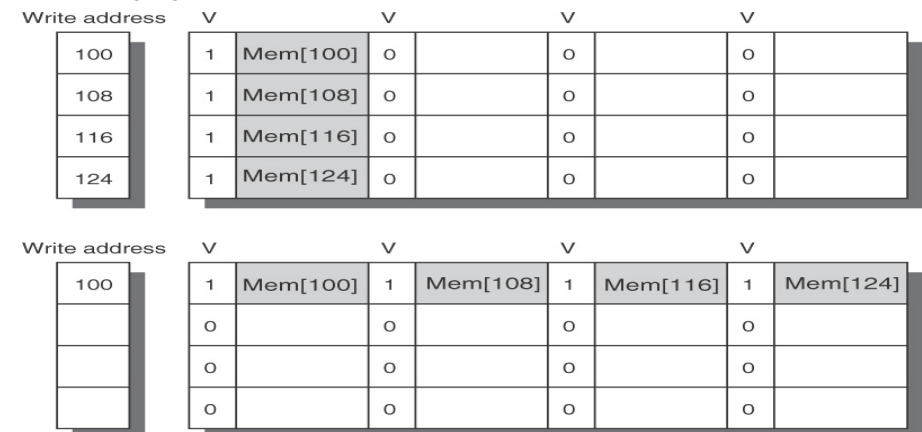 Write address V V V V
100 1 Mem[100] 0 0 0
108 1 Mem[108] 0 0 0
116 1 Mem[116] 0 0 0
124 1 Mem[124] 0 0 0
Write address V V V V
100 1 Mem[100] 1 Mem[108] 1 Mem[116] 1 Mem[124]
0 0 0 0
0 0 0 0
0 0 0 0